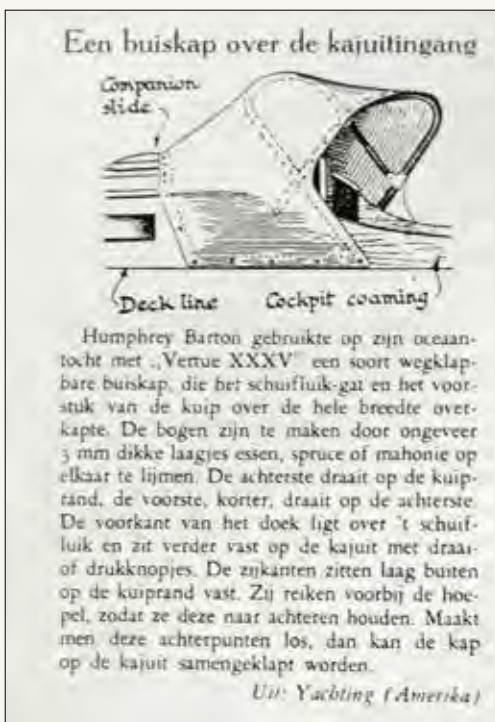 Een buiskap over de kajuitingang
Companion
slide
Deck line
Cockpit coaming
Humphrey Barton gebruikte op zijn oceaan-
tocht met „Vertue XXXV" een soort wegklap-
bare buiskap, die het schuifluik-gat en het voor-
stuk van de kuip over de hele breedte over-
kapte. De bogen zijn te maken door ongeveer
3 mm dikke laagjes essen, spruce of mahonie op
elkaar te lijmen. De achterste draait op de kuip-
rand, de voorste, korter, draait op de achterste.
De voorkant van het doek ligt over 't schuif-
luik en zit verder vast op de kajuit met draai-
of drukknopjes. De zijkanten zitten laag buiten
op de kuiprand vast. Zij reiken voorbij de hoe-
pel, zodat ze deze naar achteren houden. Maakt
men deze achterpunten los, dan kan de kap
op de kajuit samengeklapt worden.
Uit: Yachting (Amerika)